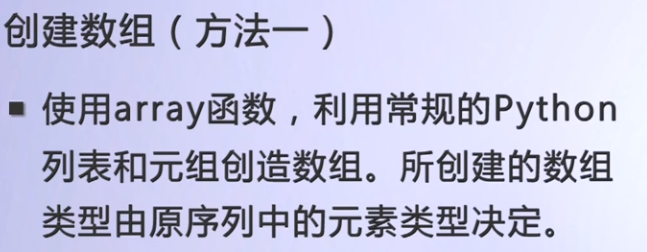 创建数组（方法一）
▪ 使用array函数，利用常规的Python
列表和元组创造数组。所创建的数组
类型由原序列中的元素类型决定。